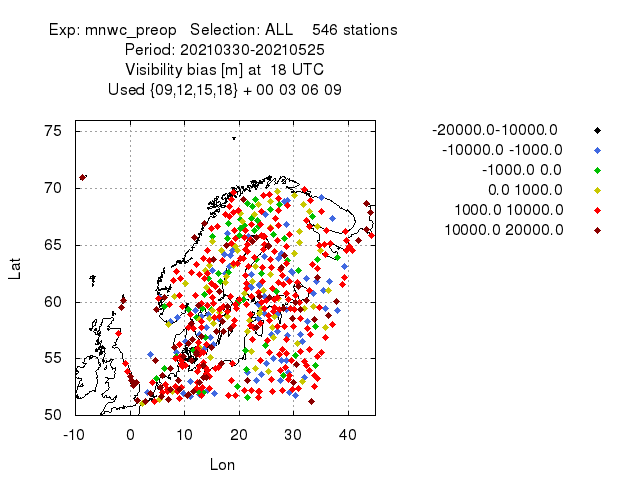 Exp: mnwc_preop Selection: ALL 546 stations
Period: 20210330-20210525
Visibility bias [m] at 18 UTC
Used {09,12,15,18} + 00 03 06 09
-20000.0-10000.0
-10000.0 -1000.0
-1000.0 0.0
0.0 1000.0
1000.0 10000.0
10000.0 20000.0
75
70
65
60
55
50
Lat
-10 0 10 20 30 40
Lon